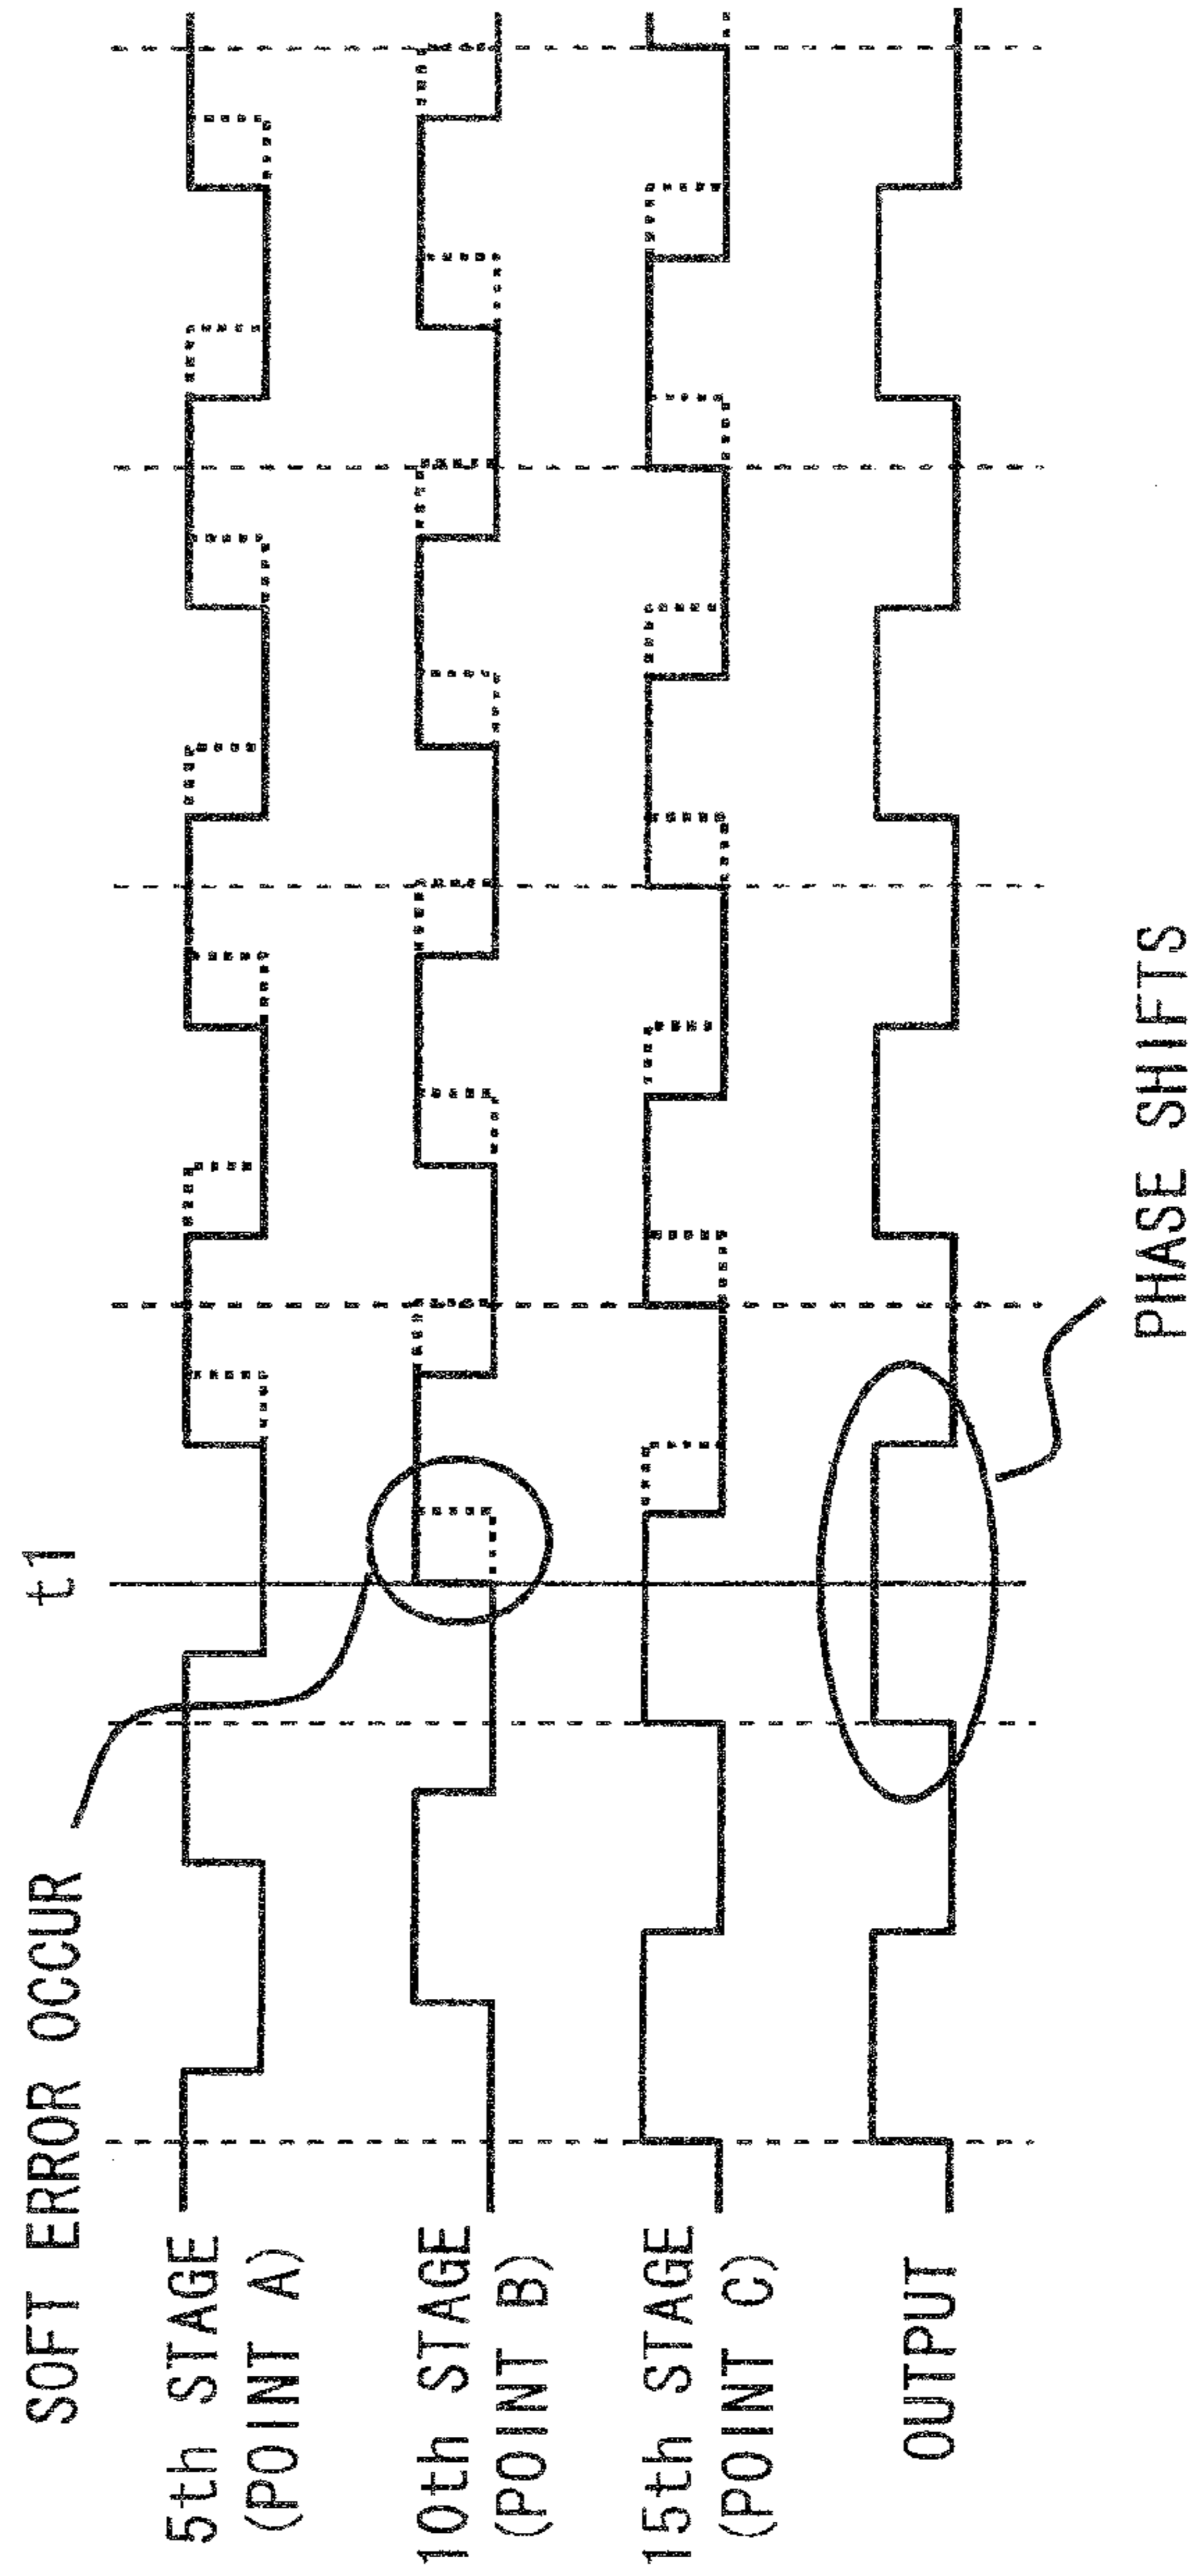 SOFT ERROR OCCUR
t1
5th STAGE
(POINT A)
10th STAGE
(POINT B)
15th STAGE
(POINT C)
OUTPUT
PHASE SHIFTS